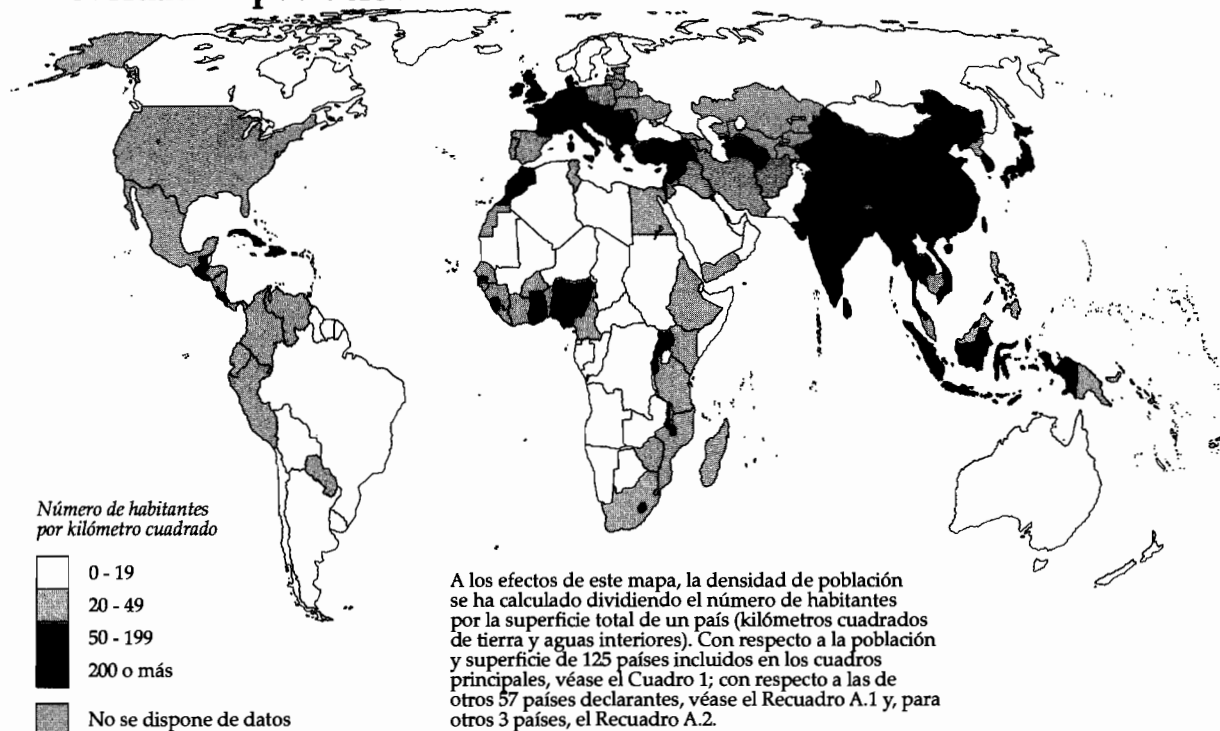 Número de habitantes
por kilómetro cuadrado
0 - 19
20 - 49
50 - 199
200 o más
No se dispone de datos
A los efectos de este mapa, la densidad de población
se ha calculado dividiendo el número de habitantes
por la superficie total de un país (kilómetros cuadrados
de tierra y aguas interiores). Con respecto a la población
y superficie de 125 países incluidos en los cuadros
principales, véase el Cuadro 1; con respecto a las de
otros 57 países declarantes, véase el Recuadro A.1 y, para
otros 3 países, el Recuadro A.2.